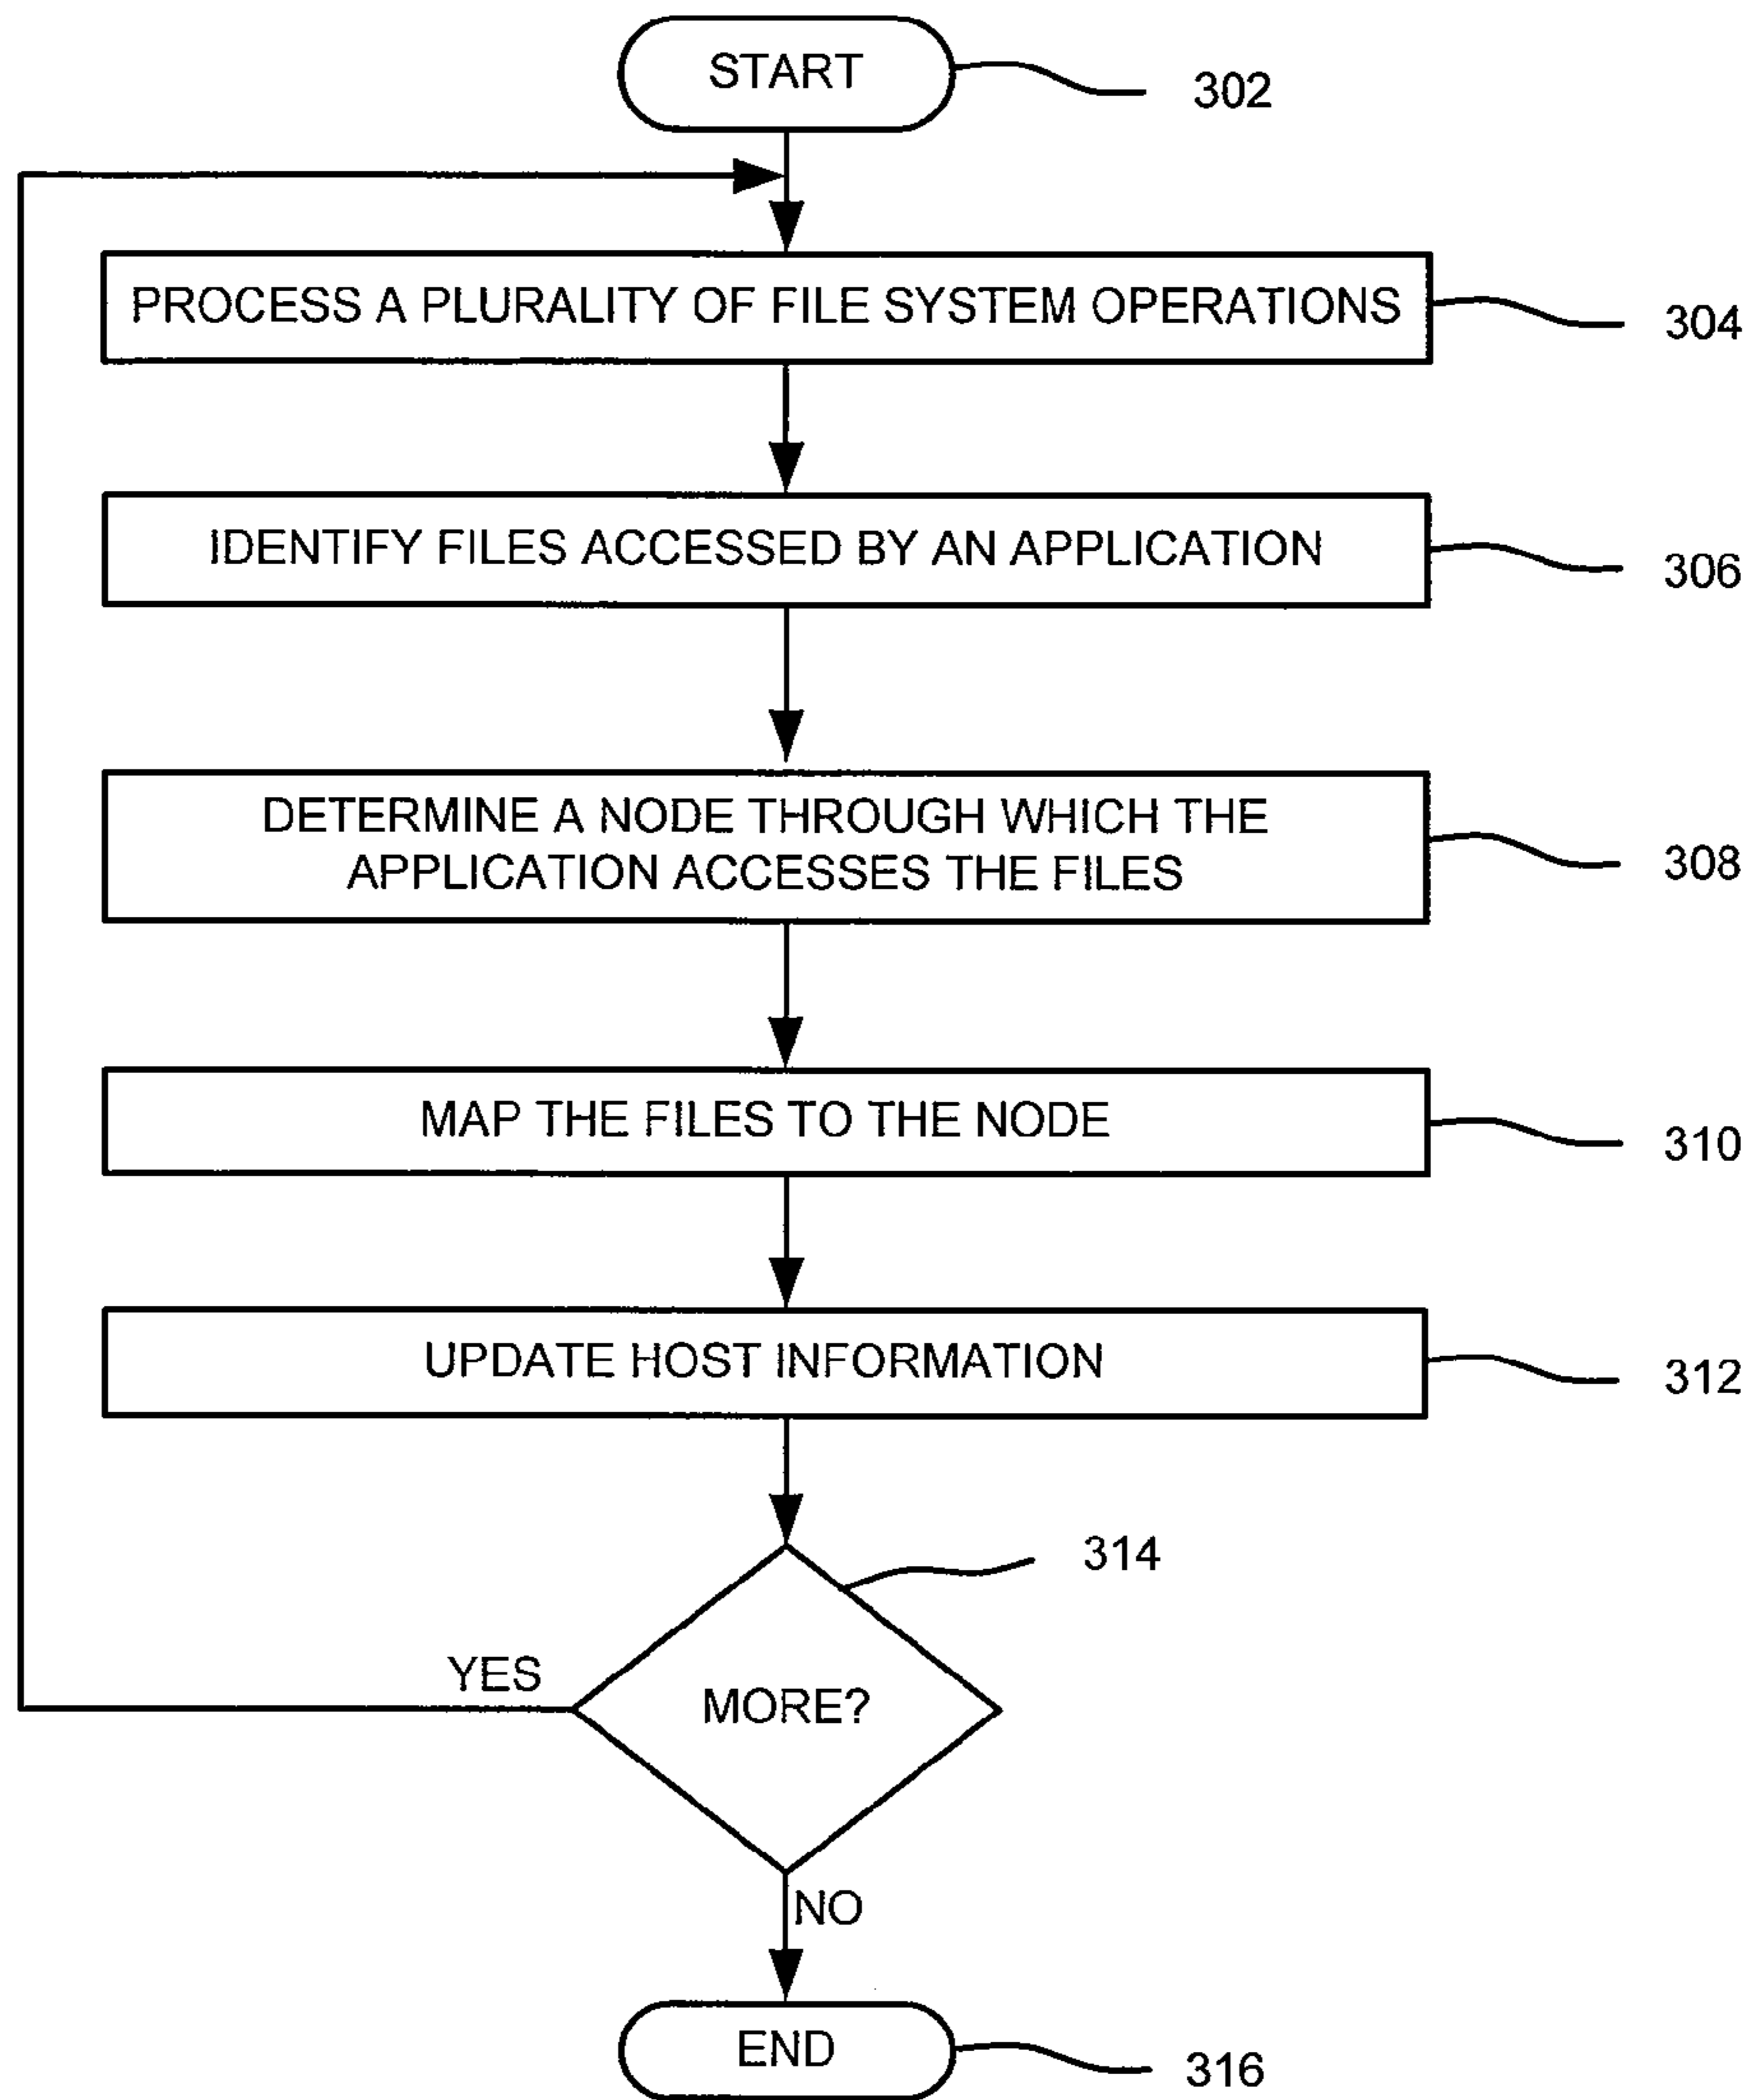 START
302
PROCESS A PLURALITY OF FILE SYSTEM OPERATIONS
304
IDENTIFY FILES ACCESSED BY AN APPLICATION
306
DETERMINE A NODE THROUGH WHICH THE
APPLICATION ACCESSES THE FILES
308
MAP THE FILES TO THE NODE
310
UPDATE HOST INFORMATION
312
314
YES
MORE?
NO
END
316